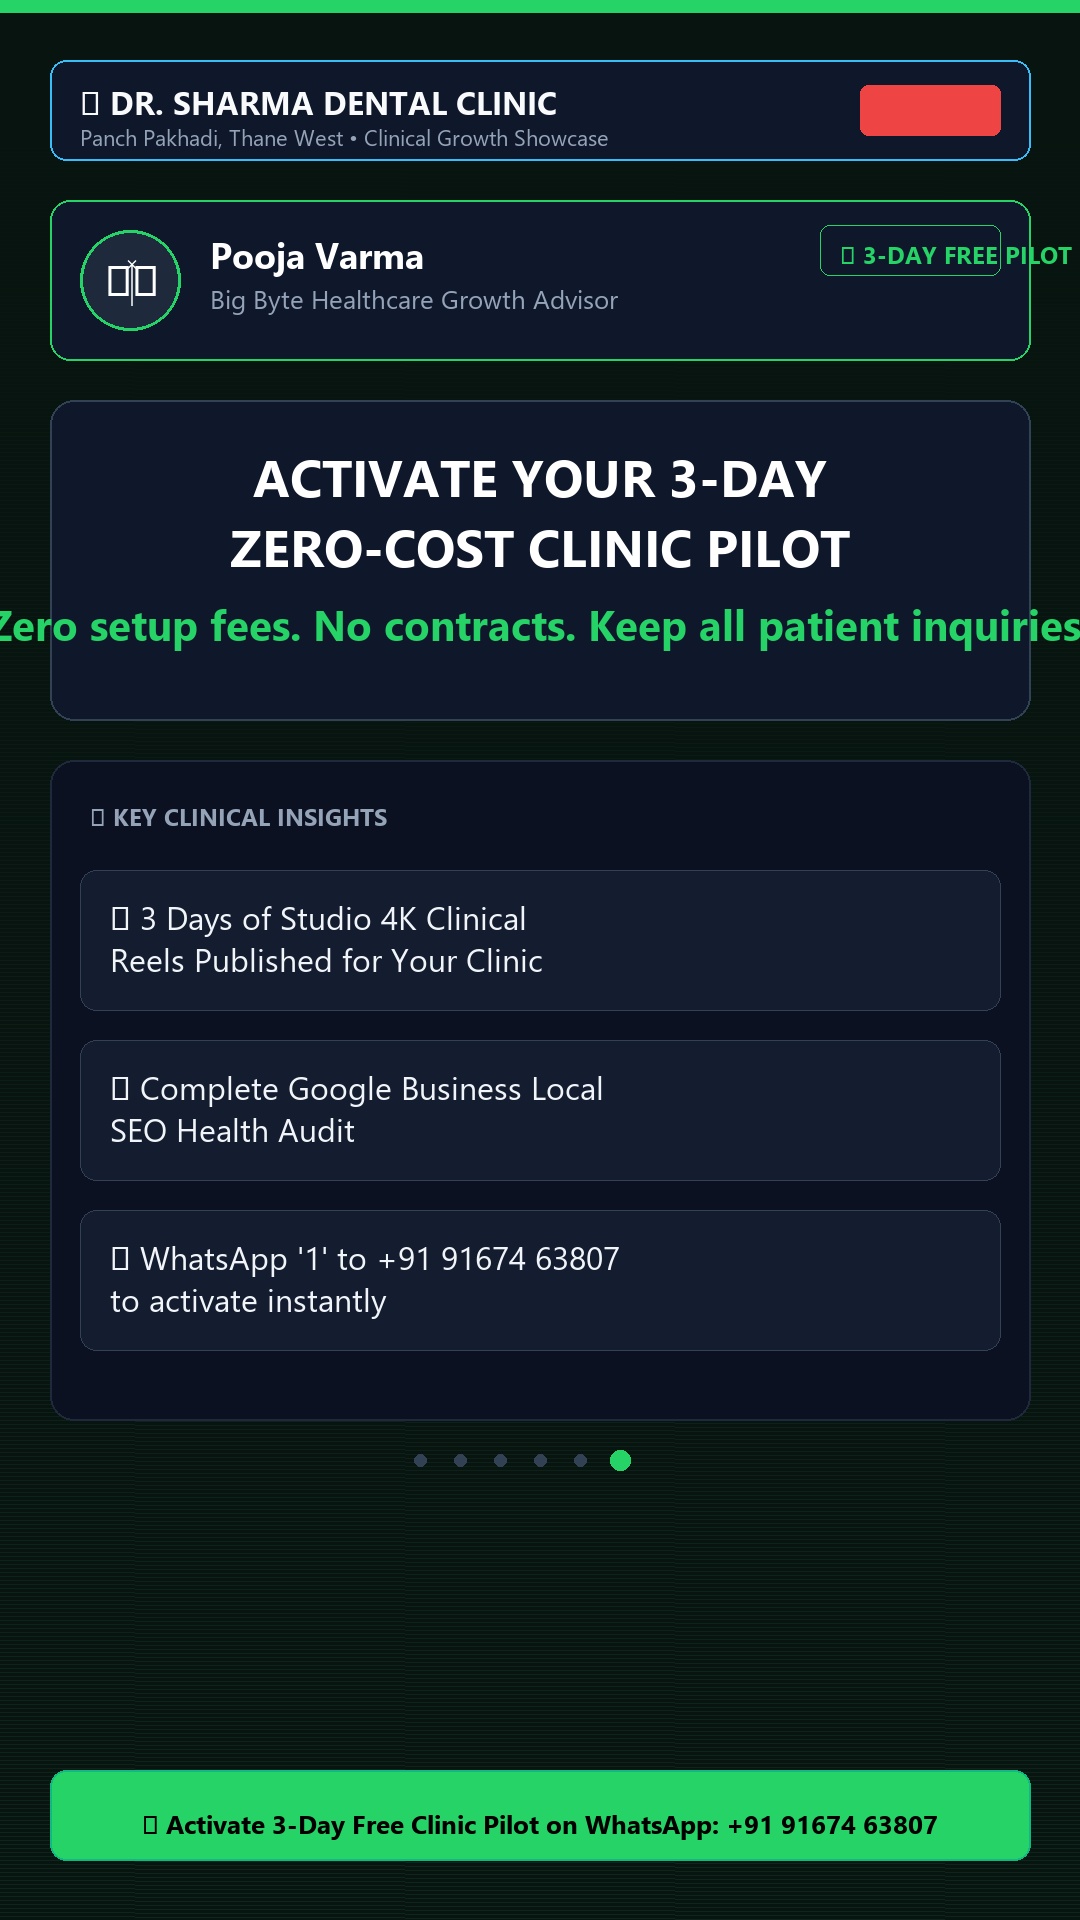 DR. SHARMA DENTAL CLINIC
Panch Pakhadi, Thane West • Clinical Growth Showcase
Pooja Varma
3-DAY FREE PILOT
Big Byte Healthcare Growth Advisor
ACTIVATE YOUR 3-DAY
ZERO-COST CLINIC PILOT
Zero setup fees. No contracts. Keep all patient inquiries
KEY CLINICAL INSIGHTS
3 Days of Studio 4K Clinical
Reels Published for Your Clinic
Complete Google Business Local
SEO Health Audit
WhatsApp '1' to +91 91674 63807
to activate instantly
Activate 3-Day Free Clinic Pilot on WhatsApp: +91 91674 63807